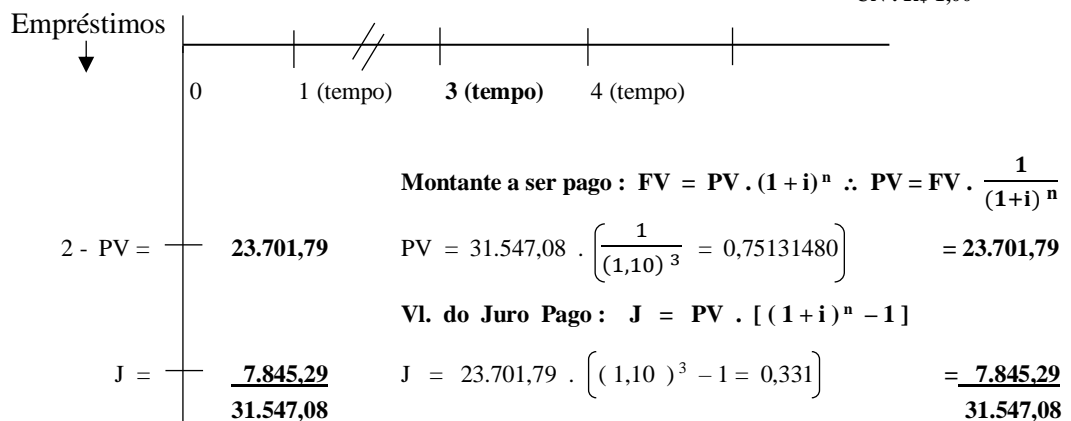 Empréstimos
0 1 (tempo) 3 (tempo) 4 (tempo)
Montante a ser pago : FV = PV . (1 + i) ⁿ ∴ PV = FV . 1/(1+i) ⁿ
2 - PV = 23.701,79 PV = 31.547,08 . ( 1/(1,10) ³ = 0,75131480 ) = 23.701,79
Vl. do Juro Pago : J = PV . [ ( 1 + i ) ⁿ – 1 ]
J = 7.845,29 J = 23.701,79 . ( ( 1,10 ) ³ – 1 = 0,331 ) = 7.845,29
31.547,08 31.547,08